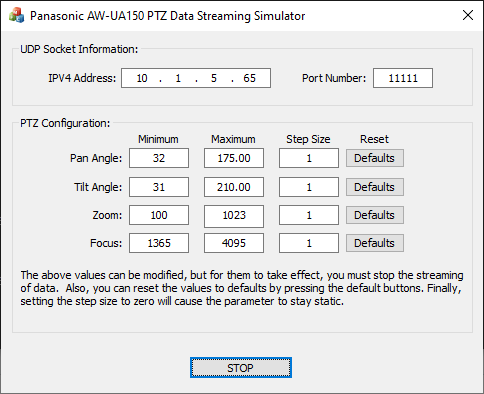 Panasonic AW-UA150 PTZ Data Streaming Simulator
UDP Socket Information:
IPV4 Address: 10 . 1 . 5 . 65 Port Number: 11111
PTZ Configuration:
Minimum Maximum Step Size Reset
Pan Angle: 32 175.00 1 Defaults
Tilt Angle: 31 210.00 1 Defaults
Zoom: 100 1023 1 Defaults
Focus: 1365 4095 1 Defaults
The above values can be modified, but for them to take effect, you must stop the streaming
of data.  Also, you can reset the values to defaults by pressing the default buttons. Finally,
setting the step size to zero will cause the parameter to stay static.
STOP